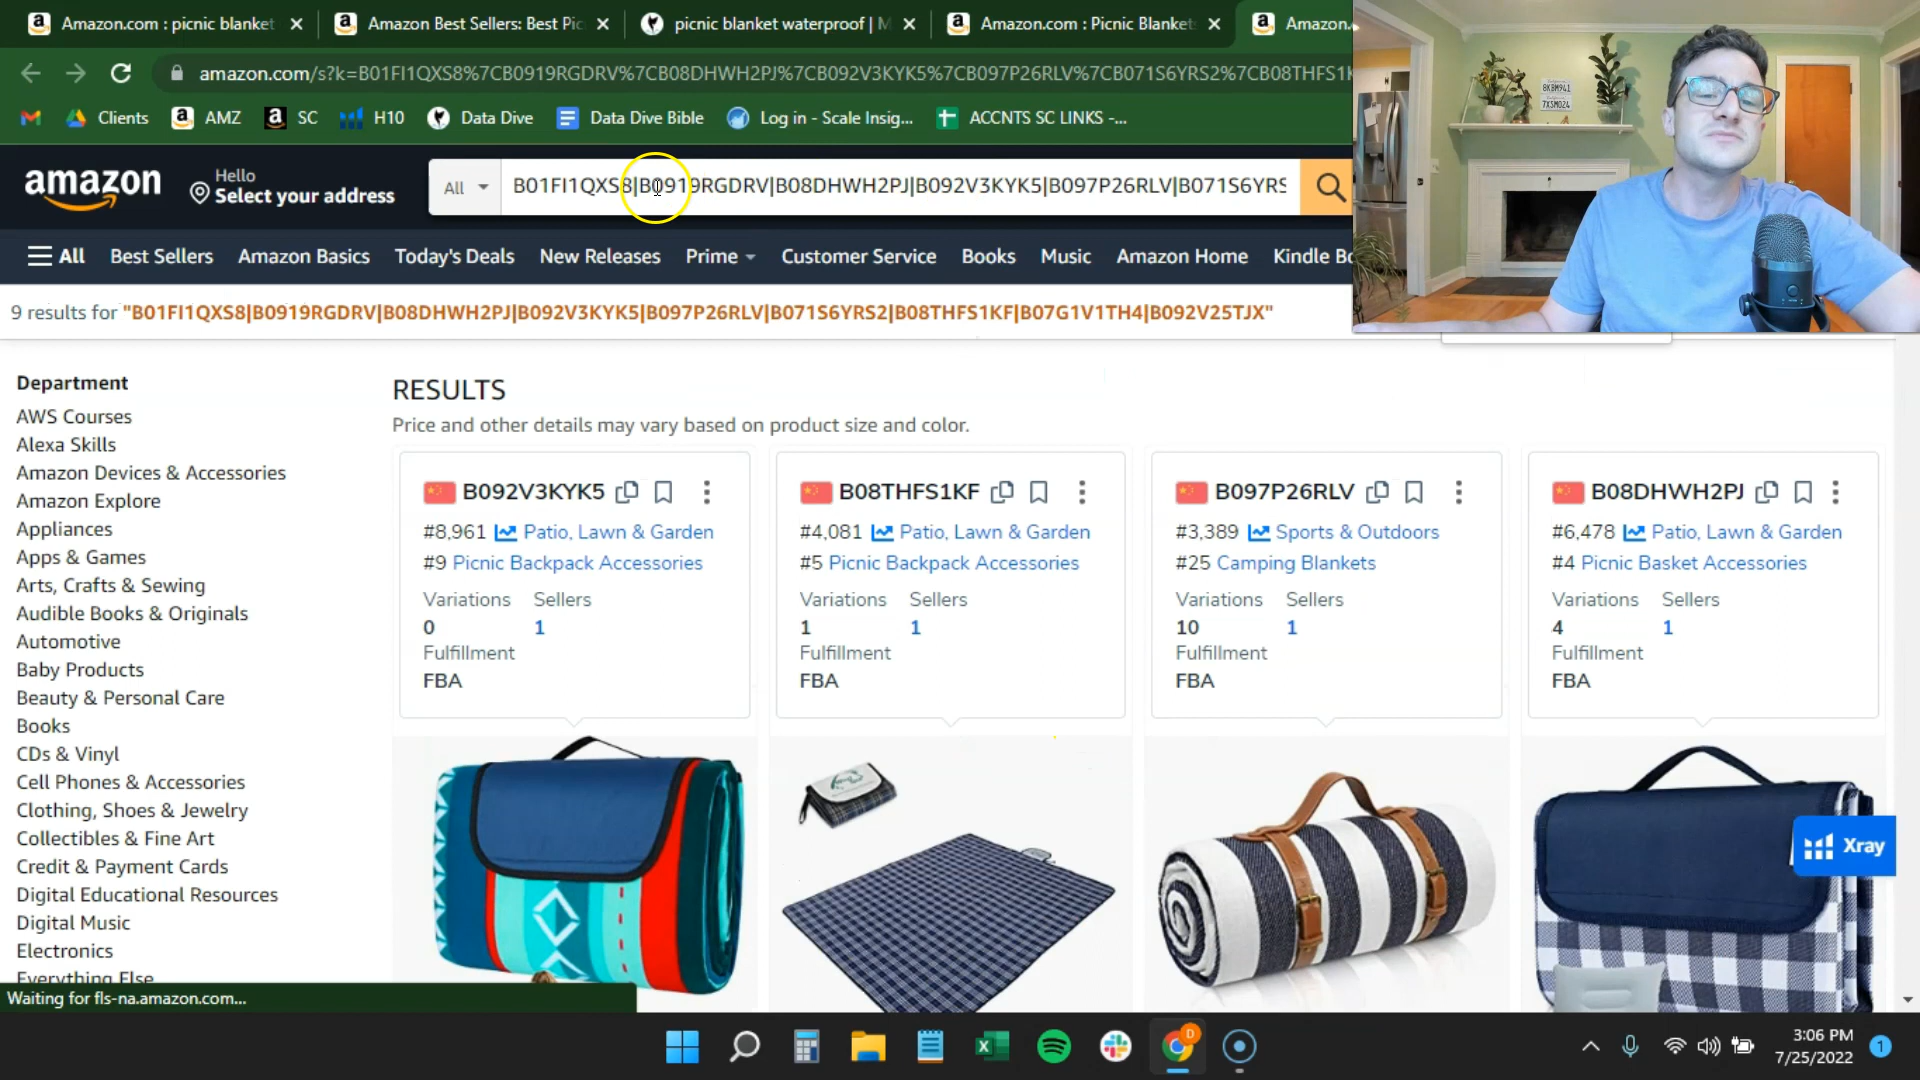 Amazon.com : picnic blanket
Amazon Best Sellers: Best Pic
picnic blanket waterproof | M
Amazon.com : Picnic Blanket
Amazon.
amazon.com/s?k=B01FI1QXS8%7CB0919RGDRV%7CB08DHWH2PJ%7CB092V3KYK5%7CB097P26RLV%7CB071S6YRS2%7CB08THFS1K
Clients
AMZ
SC
H10
Data Dive
Data Dive Bible
Log in - Scale Insig...
ACCNTS SC LINKS -...
8KBM941
7XSM024
amazon
Hello
Select your address
All
B01FI1QXS8|B0919RGDRV|B08DHWH2PJ|B092V3KYK5|B097P26RLV|B071S6YRS
All
Best Sellers
Amazon Basics
Today's Deals
New Releases
Prime
Customer Service
Books
Music
Amazon Home
Kindle Bo
9 results for "B01FI1QXS8|B0919RGDRV|B08DHWH2PJ|B092V3KYK5|B097P26RLV|B071S6YRS2|B08THFS1KF|B07G1V1TH4|B092V25TJX"
Department
AWS Courses
Alexa Skills
Amazon Devices & Accessories
Amazon Explore
Appliances
Apps & Games
Arts, Crafts & Sewing
Audible Books & Originals
Automotive
Baby Products
Beauty & Personal Care
Books
CDs & Vinyl
Cell Phones & Accessories
Clothing, Shoes & Jewelry
Collectibles & Fine Art
Credit & Payment Cards
Digital Educational Resources
Digital Music
Electronics
Everything Else
RESULTS
Price and other details may vary based on product size and color.
B092V3KYK5
#8,961 Patio, Lawn & Garden
#9 Picnic Backpack Accessories
Variations Sellers
0 1
Fulfillment
FBA
B08THFS1KF
#4,081 Patio, Lawn & Garden
#5 Picnic Backpack Accessories
Variations Sellers
1 1
Fulfillment
FBA
B097P26RLV
#3,389 Sports & Outdoors
#25 Camping Blankets
Variations Sellers
10 1
Fulfillment
FBA
B08DHWH2PJ
#6,478 Patio, Lawn & Garden
#4 Picnic Basket Accessories
Variations Sellers
4 1
Fulfillment
FBA
Xray
Waiting for fls-na.amazon.com...
D
3:06 PM
7/25/2022
1